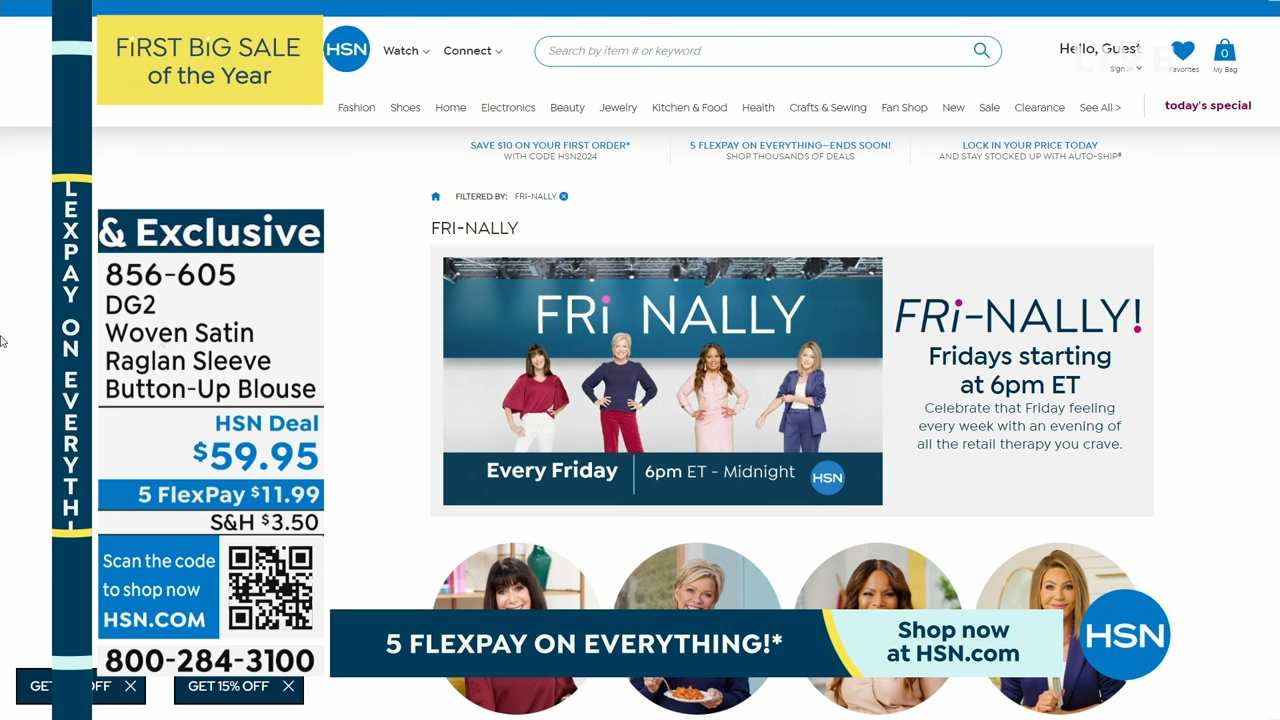 FiRST BiG SALE
of the Year
HSN
Watch
Connect
Search by item # or keyword
Hello, Guest
Sign In
LIVE
Favorites
0
My Bag
Fashion
Shoes
Home
Electronics
Beauty
Jewelry
Kitchen & Food
Health
Crafts & Sewing
Fan Shop
New
Sale
Clearance
See All >
today's special
SAVE $10 ON YOUR FIRST ORDER*
WITH CODE HSN2024
5 FLEXPAY ON EVERYTHING—ENDS SOON!
SHOP THOUSANDS OF DEALS
LOCK IN YOUR PRICE TODAY
AND STAY STOCKED UP WITH AUTO-SHIP®
FILTERED BY: FRI-NALLY
FRI-NALLY
LEXPAY ON EVERYTHI
& Exclusive
856-605
DG2
Woven Satin
Raglan Sleeve
Button-Up Blouse
HSN Deal
$59.95
5 FlexPay $11.99
S&H $3.50
Scan the code
to shop now
HSN.COM
800-284-3100
FRi NALLY
Every Friday
6pm ET - Midnight
HSN
FRi-NALLY!
Fridays starting
at 6pm ET
Celebrate that Friday feeling
every week with an evening of
all the retail therapy you crave.
5 FLEXPAY ON EVERYTHING!*
Shop now
at HSN.com
HSN
GET
OFF
GET 15% OFF